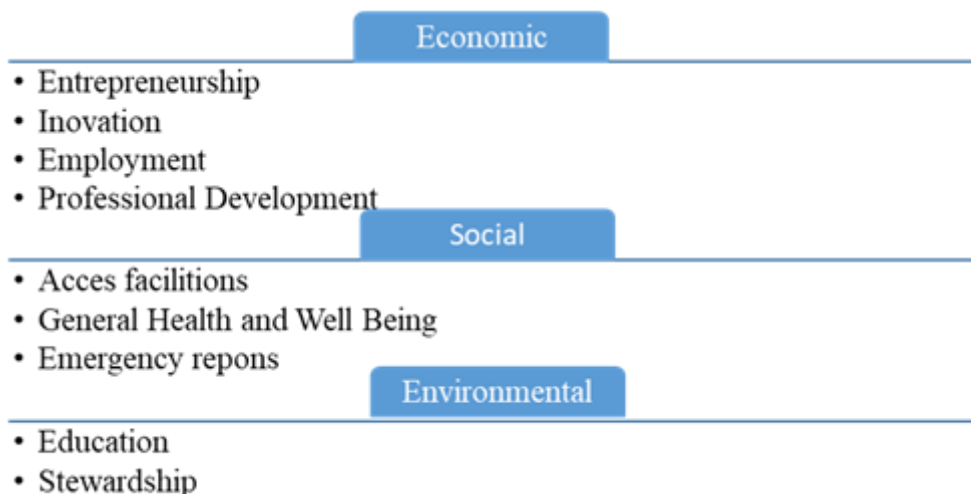 Economic
• Entrepreneurship
• Inovation
• Employment
• Professional Development
Social
• Acces facilitions
• General Health and Well Being
• Emergency repons
Environmental
• Education
• Stewardship